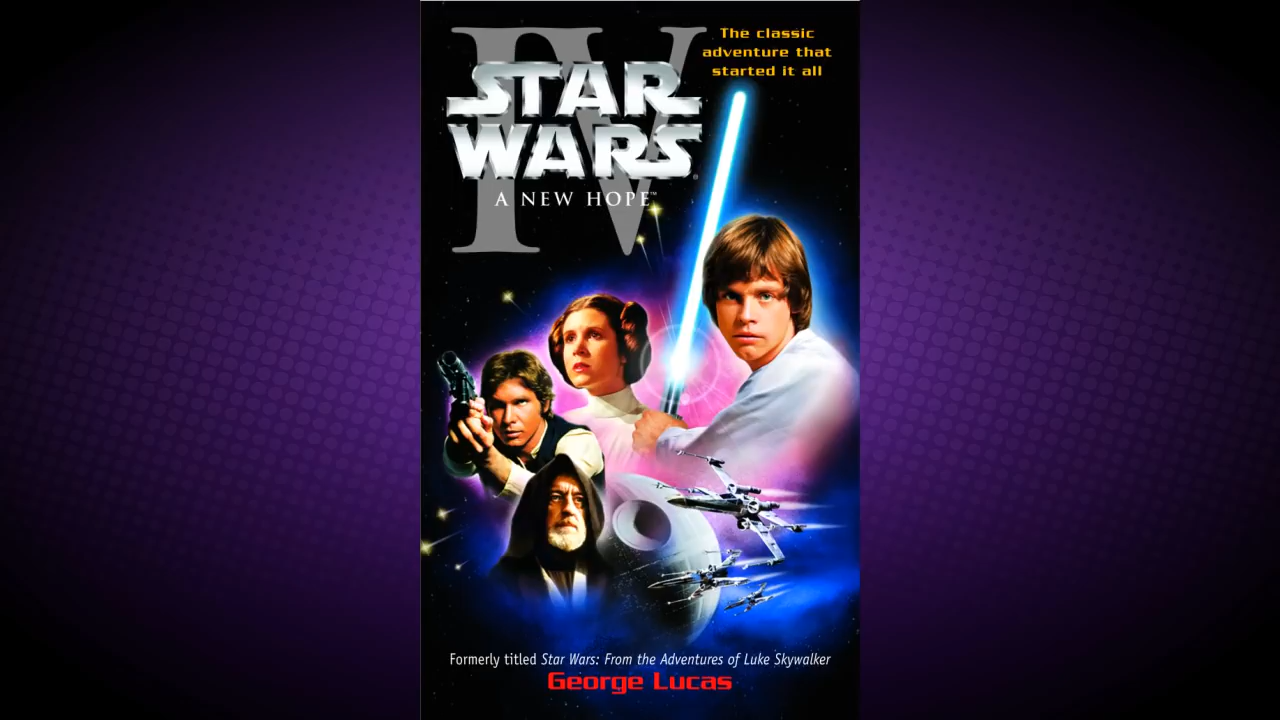 IV
The classic
adventure that
started it all
STAR
WARS®
A NEW HOPE™
Formerly titled Star Wars: From the Adventures of Luke Skywalker
George Lucas